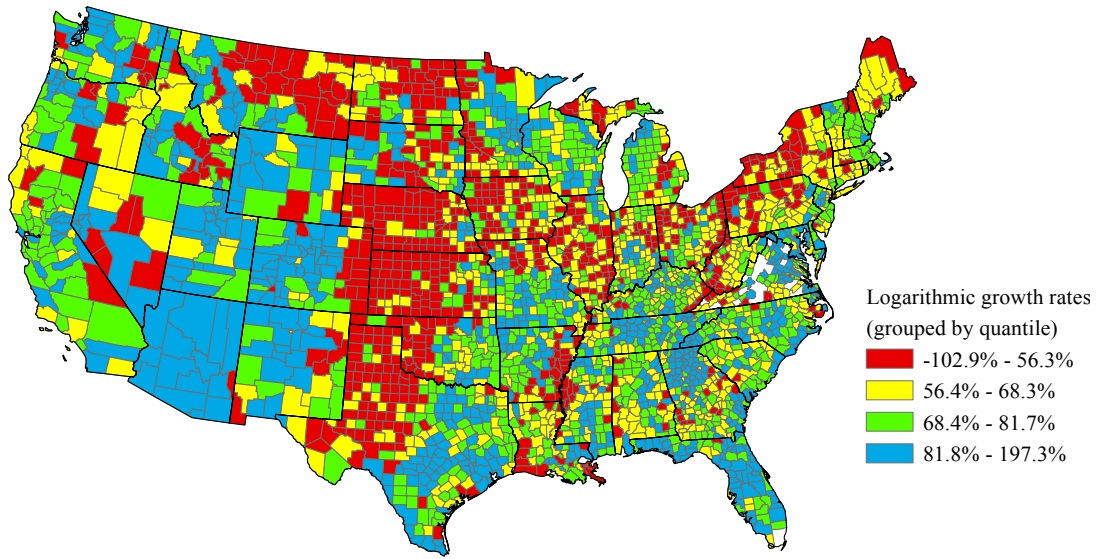 Logarithmic growth rates
(grouped by quantile)
-102.9% - 56.3%
56.4% - 68.3%
68.4% - 81.7%
81.8% - 197.3%